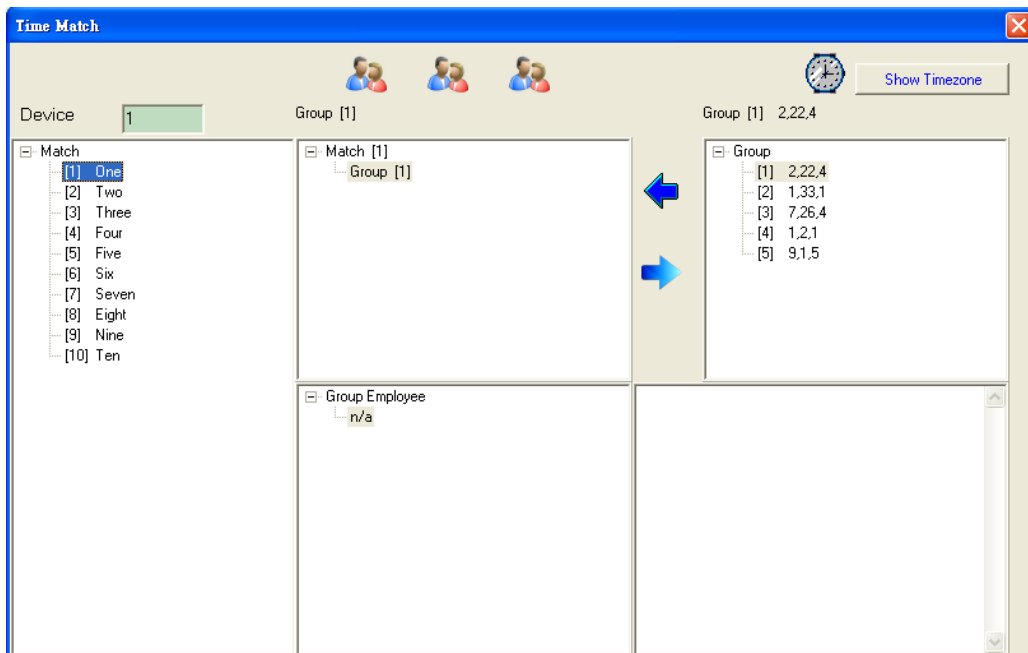 Time Match
Show Timezone
Device 1 Group [1] Group [1] 2,22,4
Match
[1] One
[2] Two
[3] Three
[4] Four
[5] Five
[6] Six
[7] Seven
[8] Eight
[9] Nine
[10] Ten
Match [1]
Group [1]
Group
[1] 2,22,4
[2] 1,33,1
[3] 7,26,4
[4] 1,2,1
[5] 9,1,5
Group Employee
n/a